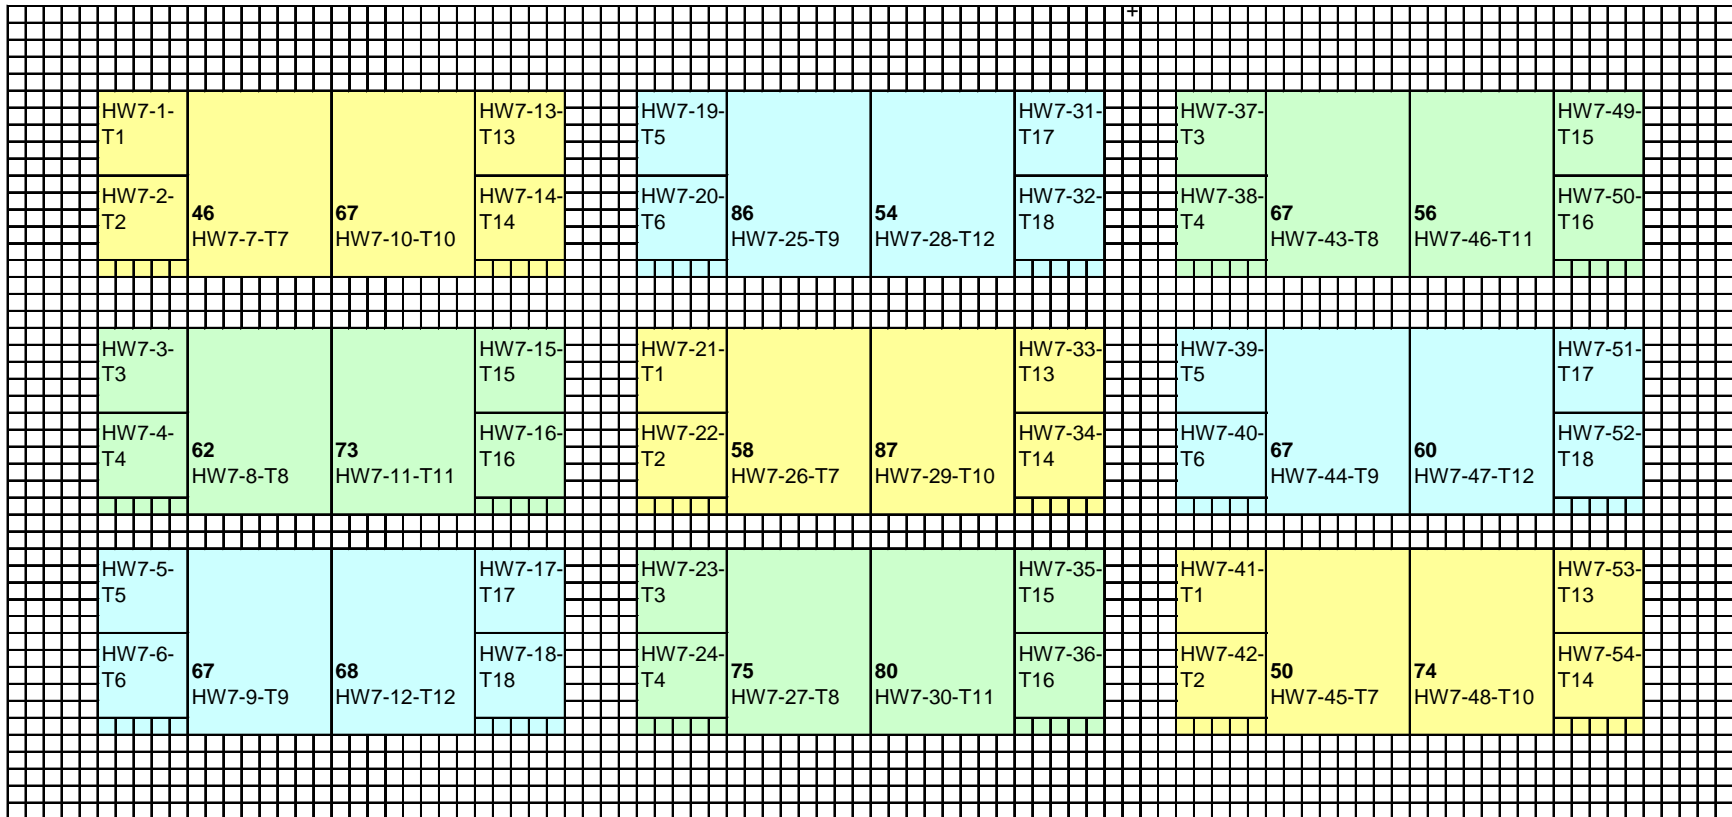 +
HW7-1-
T1
HW7-2-
T2
46
HW7-7-T7
67
HW7-10-T10
HW7-13-
T13
HW7-14-
T14
HW7-19-
T5
HW7-20-
T6
86
HW7-25-T9
54
HW7-28-T12
HW7-31-
T17
HW7-32-
T18
HW7-37-
T3
HW7-38-
T4
67
HW7-43-T8
56
HW7-46-T11
HW7-49-
T15
HW7-50-
T16
HW7-3-
T3
HW7-4-
T4
62
HW7-8-T8
73
HW7-11-T11
HW7-15-
T15
HW7-16-
T16
HW7-21-
T1
HW7-22-
T2
58
HW7-26-T7
87
HW7-29-T10
HW7-33-
T13
HW7-34-
T14
HW7-39-
T5
HW7-40-
T6
67
HW7-44-T9
60
HW7-47-T12
HW7-51-
T17
HW7-52-
T18
HW7-5-
T5
HW7-6-
T6
67
HW7-9-T9
68
HW7-12-T12
HW7-17-
T17
HW7-18-
T18
HW7-23-
T3
HW7-24-
T4
75
HW7-27-T8
80
HW7-30-T11
HW7-35-
T15
HW7-36-
T16
HW7-41-
T1
HW7-42-
T2
50
HW7-45-T7
74
HW7-48-T10
HW7-53-
T13
HW7-54-
T14